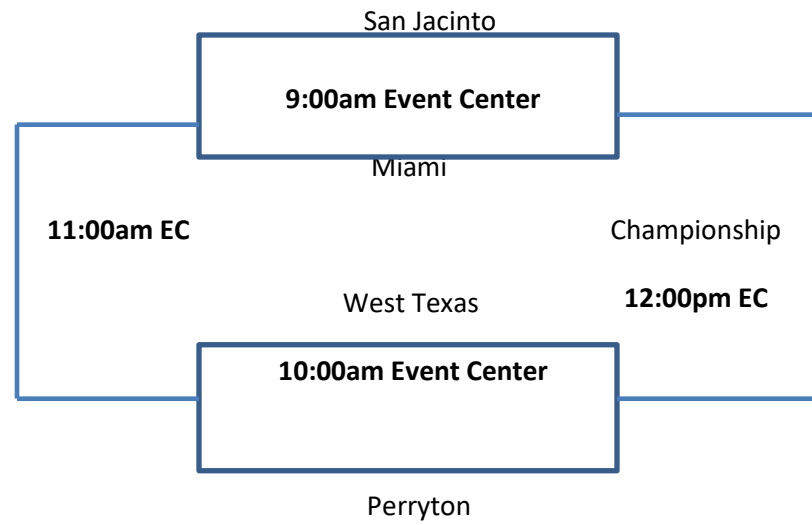 San Jacinto
9:00am Event Center
Miami
11:00am EC
Championship
West Texas
12:00pm EC
10:00am Event Center
Perryton